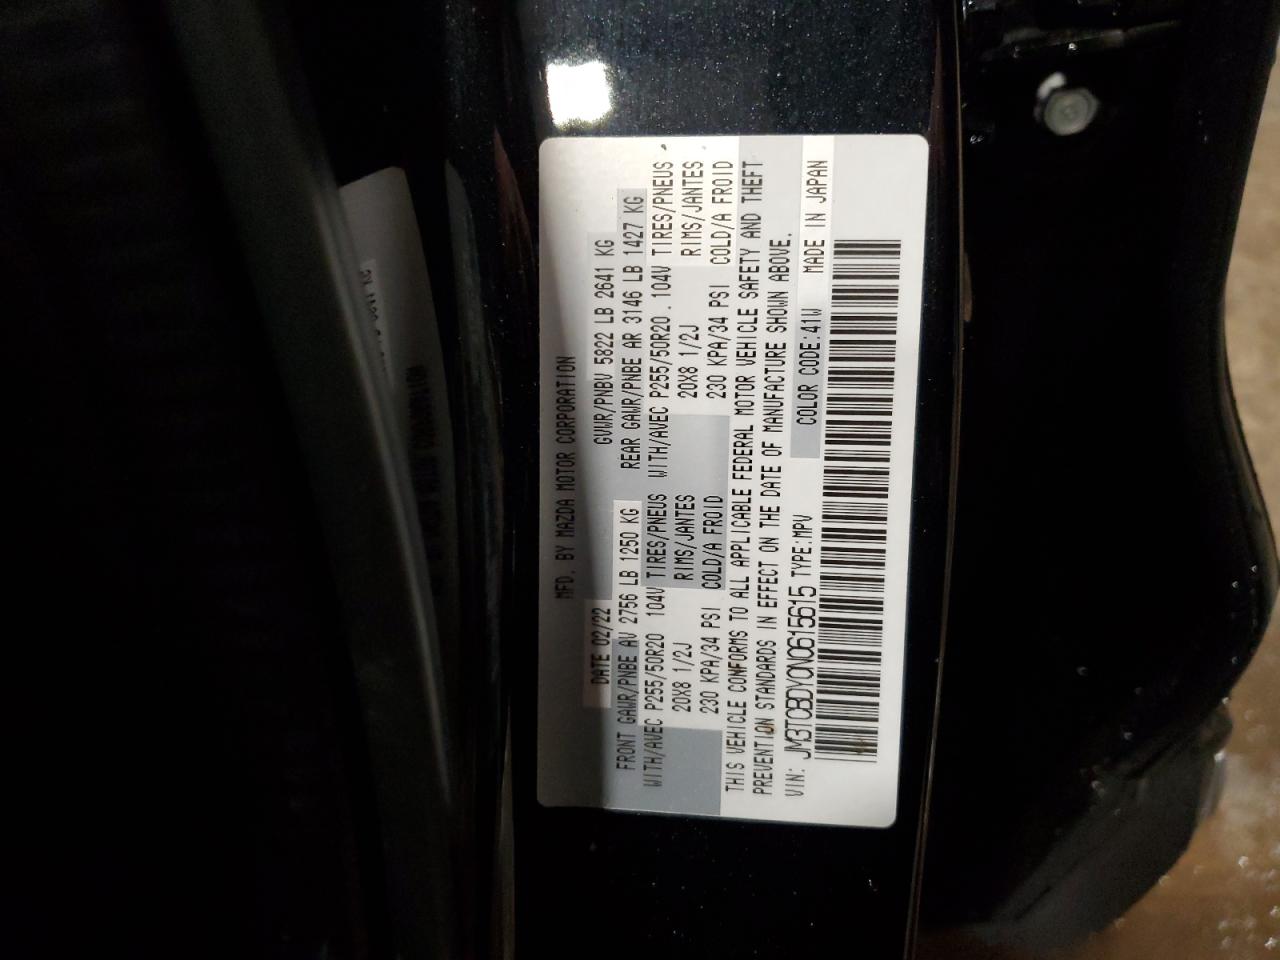 MFD. BY MAZDA MOTOR CORPORATION
DATE 02/22 GVWR/PNBV 5822 LB 2641 KG
FRONT GAWR/PNBE AV 2756 LB 1250 KG REAR GAWR/PNBE AR 3146 LB 1427 KG
WITH/AVEC P255/50R20 104V TIRES/PNEUS WITH/AVEC P255/50R20 . 104V TIRES/PNEUS
20X8 1/2J RIMS/JANTES 20X8 1/2J RIMS/JANTES
230 KPA/34 PSI COLD/A FROID 230 KPA/34 PSI COLD/A FROID
THIS VEHICLE CONFORMS TO ALL APPLICABLE FEDERAL MOTOR VEHICLE SAFETY AND THEFT
PREVENTION STANDARDS IN EFFECT ON THE DATE OF MANUFACTURE SHOWN ABOVE.
VIN: JM3TCBDY0N0615615 TYPE:MPV COLOR CODE:41W MADE IN JAPAN